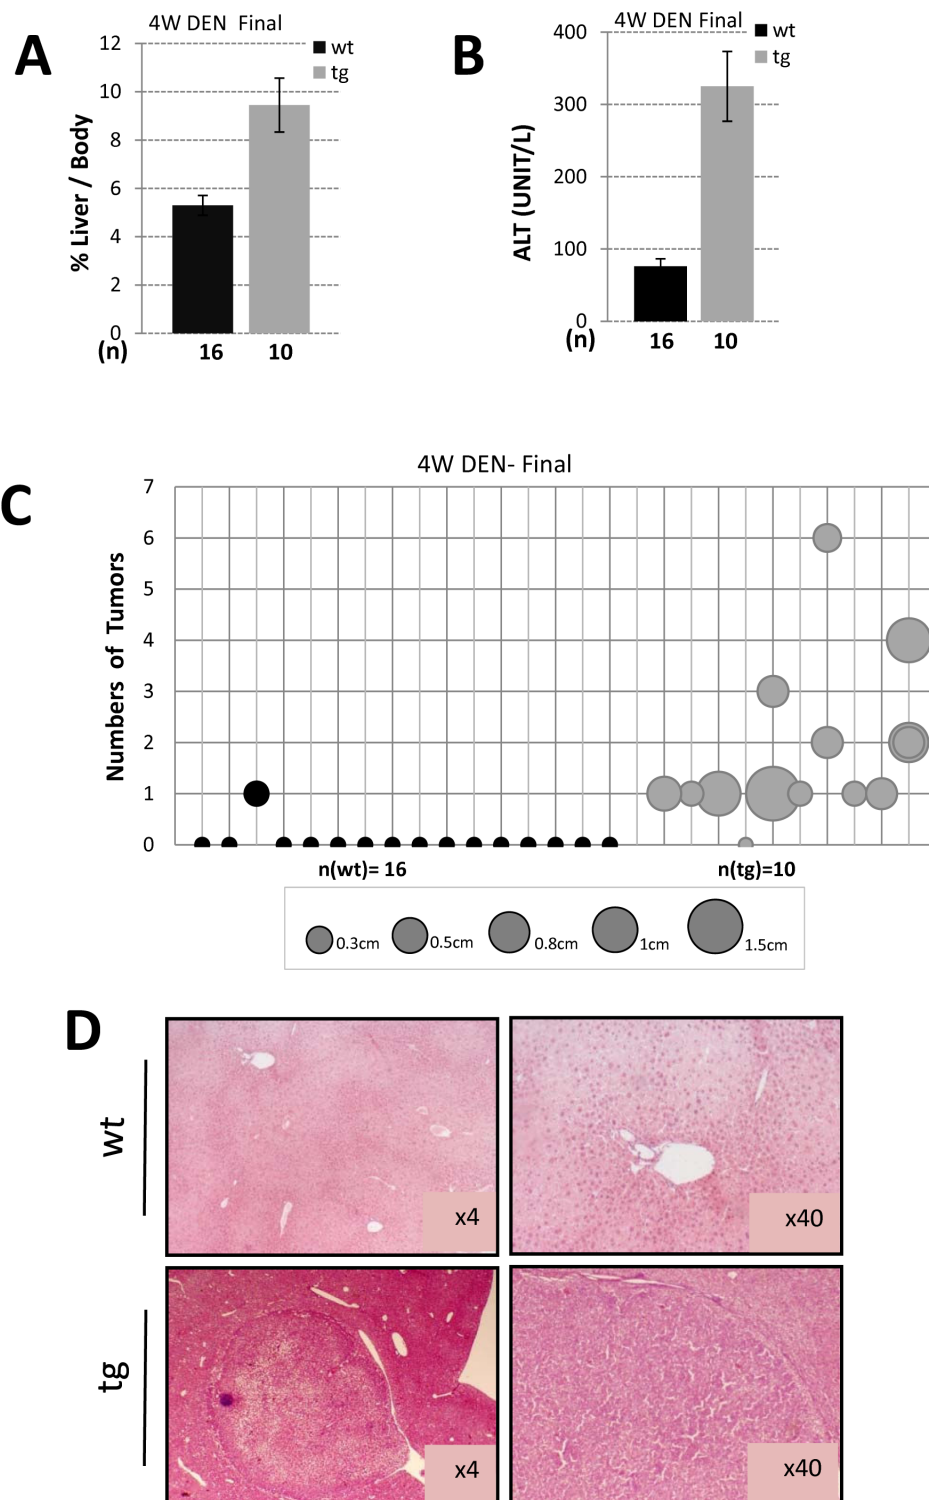 A
4W DEN Final
wt
tg
% Liver / Body
12
10
8
6
4
2
0
(n)
16
10
B
4W DEN Final
wt
tg
ALT (UNIT/L)
400
300
200
100
0
(n)
16
10
C
4W DEN- Final
Numbers of Tumors
7
6
5
4
3
2
1
0
n(wt)= 16
n(tg)=10
0.3cm
0.5cm
0.8cm
1cm
1.5cm
D
wt
x4
x40
tg
x4
x40